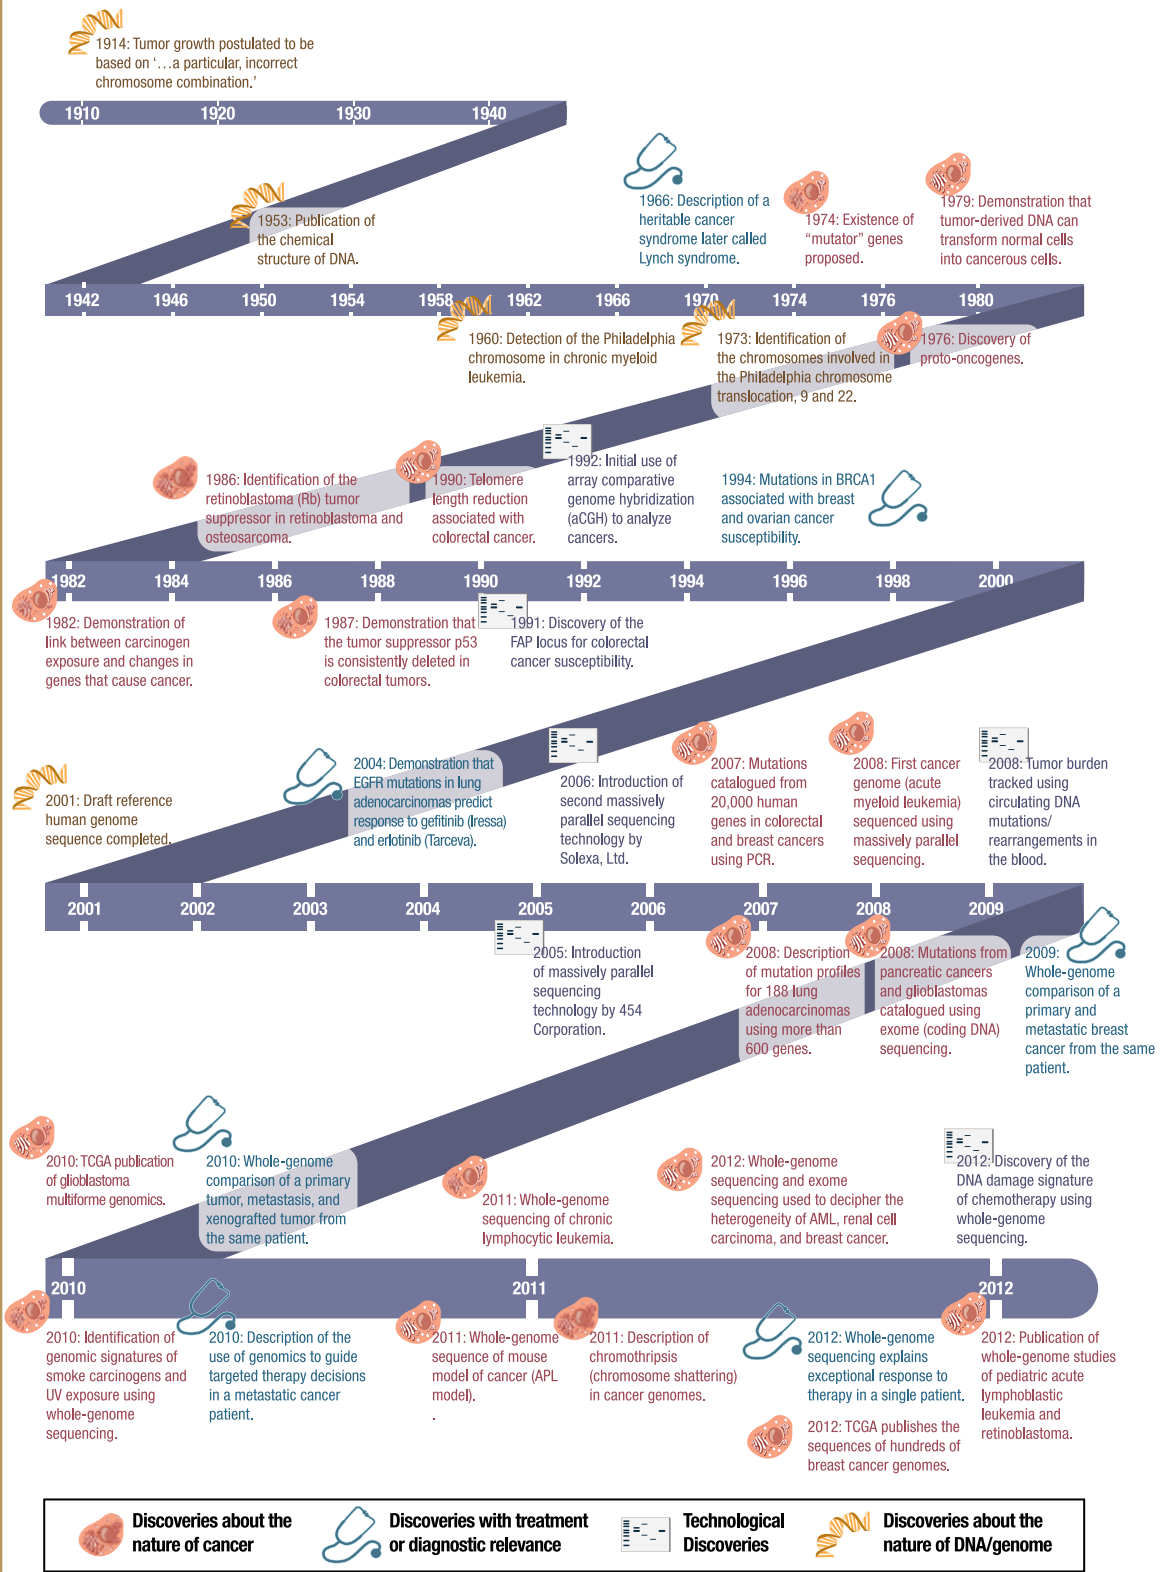 1914: Tumor growth postulated to be
based on ‘…a particular, incorrect
chromosome combination.’
1910 1920 1930 1940
1953: Publication of
the chemical
structure of DNA.
1966: Description of a
heritable cancer
syndrome later called
Lynch syndrome.
1974: Existence of
“mutator” genes
proposed.
1979: Demonstration that
tumor-derived DNA can
transform normal cells
into cancerous cells.
1942 1946 1950 1954 1958 1962 1966 1970 1974 1976 1980
1960: Detection of the Philadelphia
chromosome in chronic myeloid
leukemia.
1973: Identification of
the chromosomes involved in
the Philadelphia chromosome
translocation, 9 and 22.
1976: Discovery of
proto-oncogenes.
1986: Identification of the
retinoblastoma (Rb) tumor
suppressor in retinoblastoma and
osteosarcoma.
1990: Telomere
length reduction
associated with
colorectal cancer.
1992: Initial use of
array comparative
genome hybridization
(aCGH) to analyze
cancers.
1994: Mutations in BRCA1
associated with breast
and ovarian cancer
susceptibility.
1982 1984 1986 1988 1990 1992 1994 1996 1998 2000
1982: Demonstration of
link between carcinogen
exposure and changes in
genes that cause cancer.
1987: Demonstration that
the tumor suppressor p53
is consistently deleted in
colorectal tumors.
1991: Discovery of the
FAP locus for colorectal
cancer susceptibility.
2001: Draft reference
human genome
sequence completed.
2004: Demonstration that
EGFR mutations in lung
adenocarcinomas predict
response to gefitinib (Iressa)
and erlotinib (Tarceva).
2006: Introduction of
second massively
parallel sequencing
technology by
Solexa, Ltd.
2007: Mutations
catalogued from
20,000 human
genes in colorectal
and breast cancers
using PCR.
2008: First cancer
genome (acute
myeloid leukemia)
sequenced using
massively parallel
sequencing.
2008: Tumor burden
tracked using
circulating DNA
mutations/
rearrangements in
the blood.
2001 2002 2003 2004 2005 2006 2007 2008 2009
2005: Introduction
of massively parallel
sequencing
technology by 454
Corporation.
2008: Description
of mutation profiles
for 188 lung
adenocarcinomas
using more than
600 genes.
2008: Mutations from
pancreatic cancers
and glioblastomas
catalogued using
exome (coding DNA)
sequencing.
2009:
Whole-genome
comparison of a
primary and
metastatic breast
cancer from the same
patient.
2010: TCGA publication
of glioblastoma
multiforme genomics.
2010: Whole-genome
comparison of a primary
tumor, metastasis, and
xenografted tumor from
the same patient.
2011: Whole-genome
sequencing of chronic
lymphocytic leukemia.
2012: Whole-genome
sequencing and exome
sequencing used to decipher the
heterogeneity of AML, renal cell
carcinoma, and breast cancer.
2012: Discovery of the
DNA damage signature
of chemotherapy using
whole-genome
sequencing.
2010 2011 2012
2010: Identification of
genomic signatures of
smoke carcinogens and
UV exposure using
whole-genome
sequencing.
2010: Description of the
use of genomics to guide
targeted therapy decisions
in a metastatic cancer
patient.
2011: Whole-genome
sequence of mouse
model of cancer (APL
model).
.
2011: Description of
chromothripsis
(chromosome shattering)
in cancer genomes.
2012: Whole-genome
sequencing explains
exceptional response to
therapy in a single patient.
2012: TCGA publishes the
sequences of hundreds of
breast cancer genomes.
2012: Publication of
whole-genome studies
of pediatric acute
lymphoblastic
leukemia and
retinoblastoma.
Discoveries about the
nature of cancer
Discoveries with treatment
or diagnostic relevance
Technological
Discoveries
Discoveries about the
nature of DNA/genome